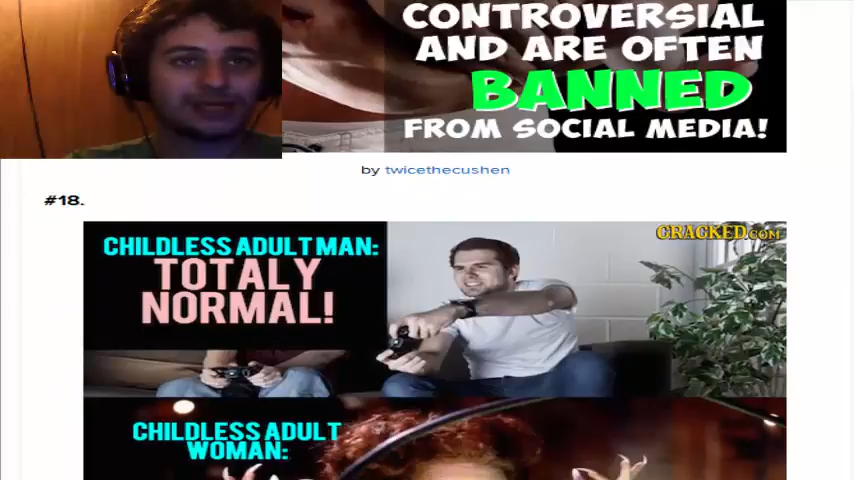 CONTROVERSIAL
AND ARE OFTEN
BANNED
FROM SOCIAL MEDIA!
by twicethecushen
#18.
CRACKED.COM
CHILDLESS ADULT MAN:
TOTALY
NORMAL!
CHILDLESS ADULT
WOMAN: